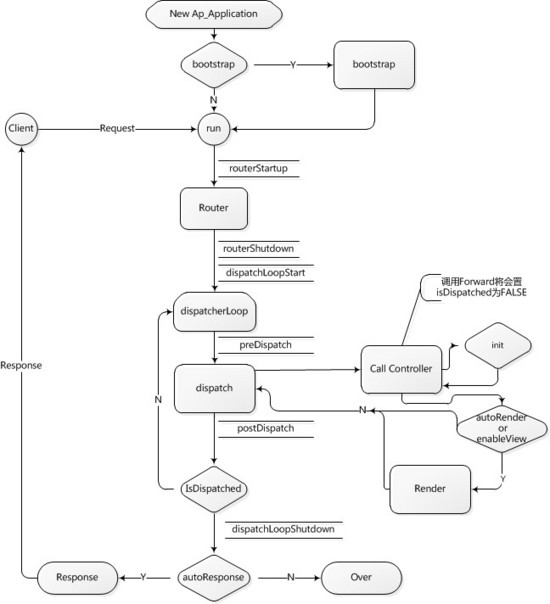 New Ap_Application
bootstrap
Y
bootstrap
N
Client
Request
run
routerStartup
Router
routerShutdown
dispatchLoopStart
调用Forward将会置
isDispatched为FALSE
dispatcherLoop
init
preDispatch
Response
Call Controller
dispatch
N
N
autoRender
or
enableView
postDispatch
Y
IsDispatched
Render
dispatchLoopShutdown
Response
Y
autoResponse
N
Over